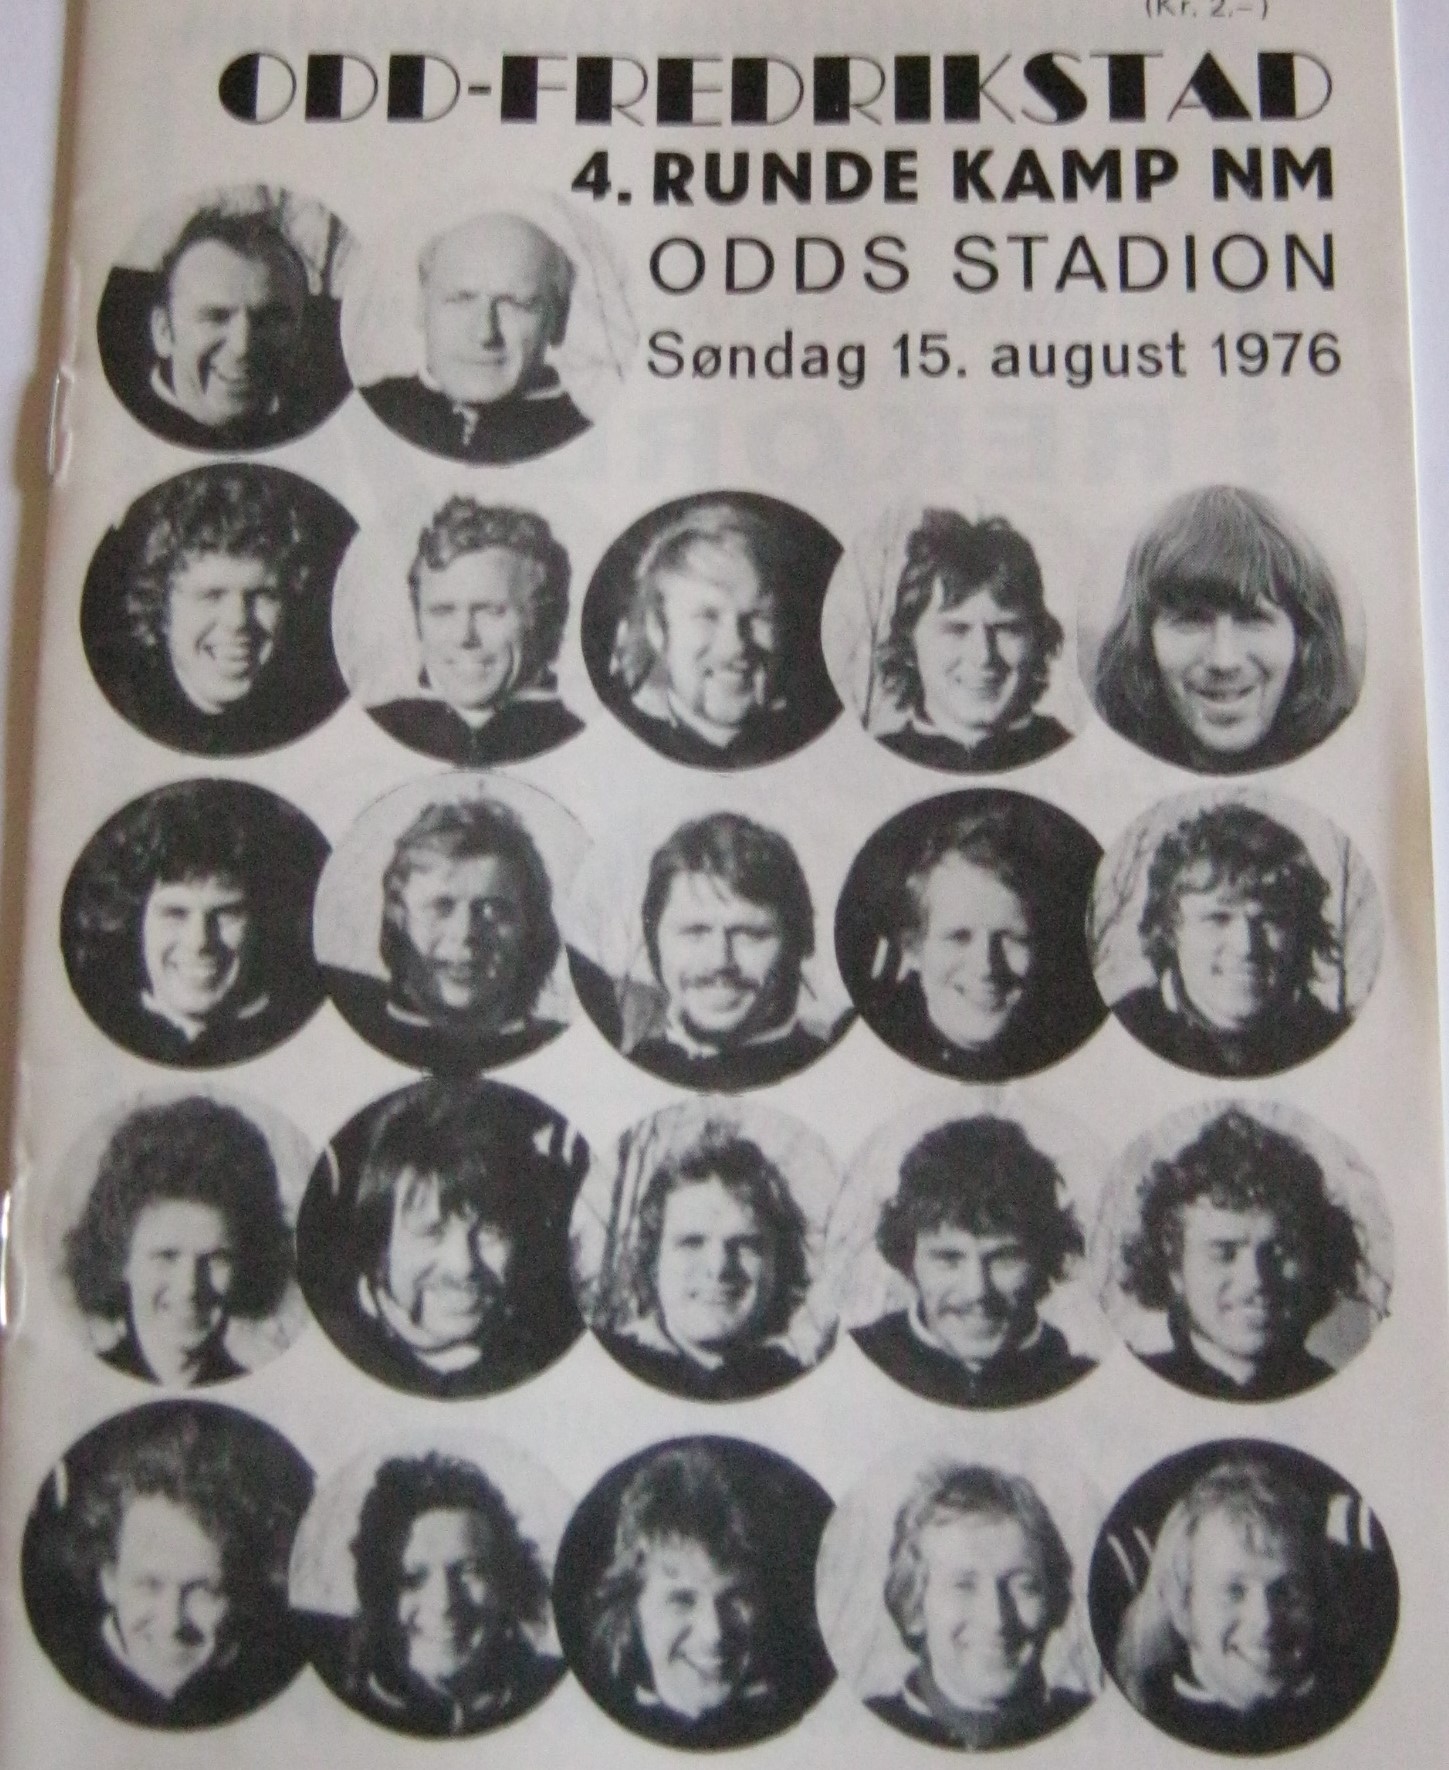 (Kr. 2,–)
ODD-FREDRIKSTAD
4. RUNDE KAMP NM
ODDS STADION
Søndag 15. august 1976